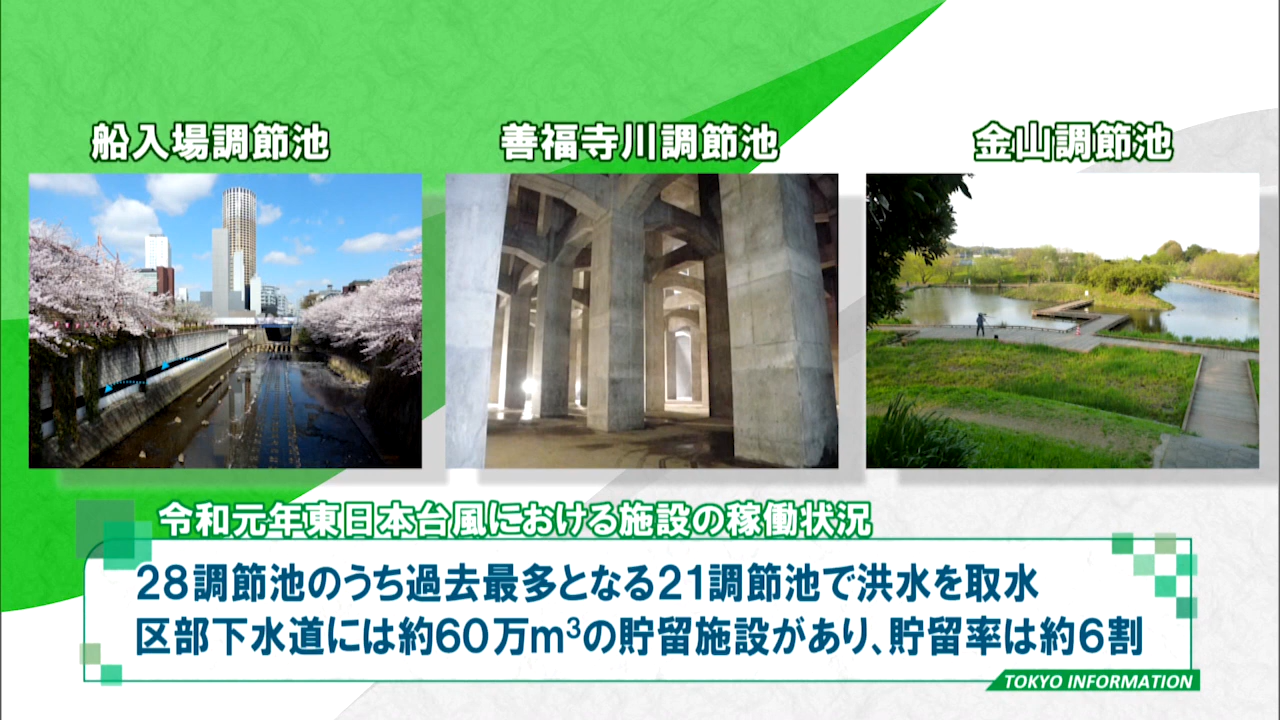 船入場調節池
善福寺川調節池
金山調節池
令和元年東日本台風における施設の稼働状況
28調節池のうち過去最多となる21調節池で洪水を取水
区部下水道には約60万m³の貯留施設があり、貯留率は約6割
TOKYO INFORMATION